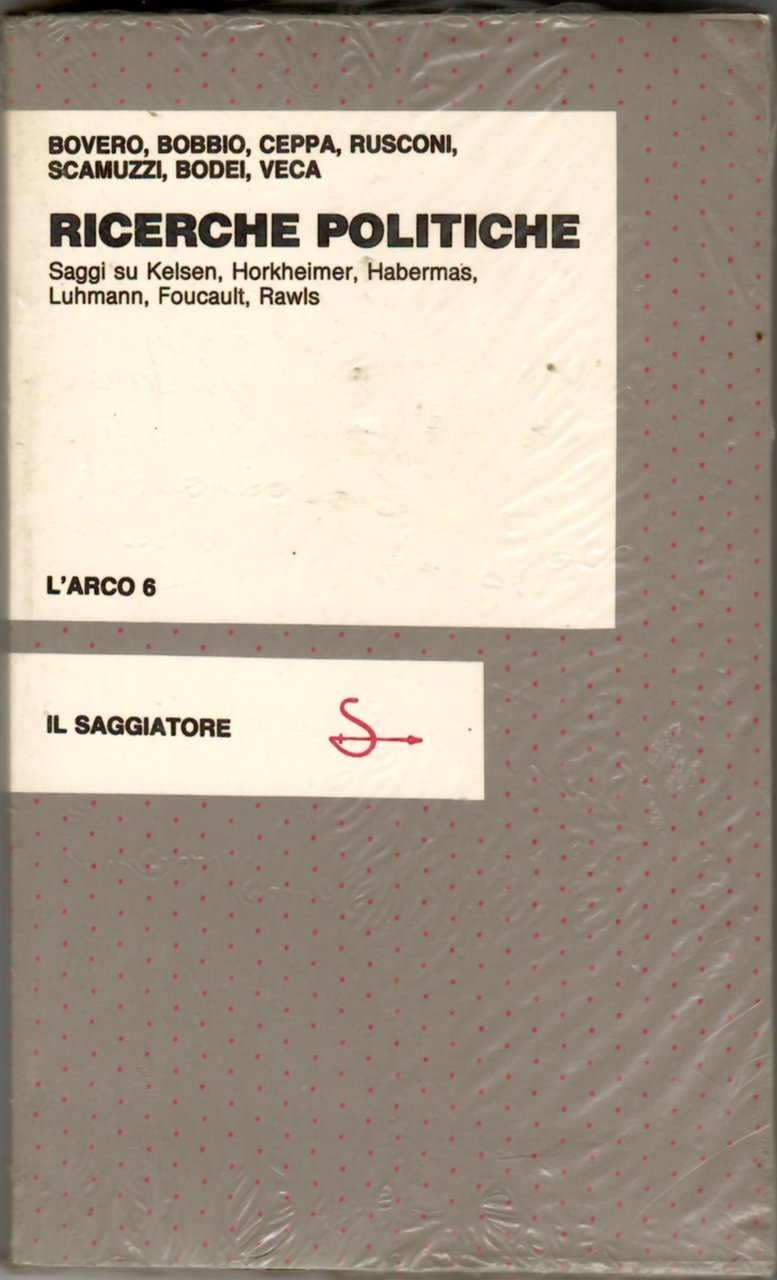 BOVERO, BOBBIO, CEPPA, RUSCONI,
SCAMUZZI, BODEI, VECA
RICERCHE POLITICHE
Saggi su Kelsen, Horkheimer, Habermas,
Luhmann, Foucault, Rawls
L'ARCO 6
IL SAGGIATORE